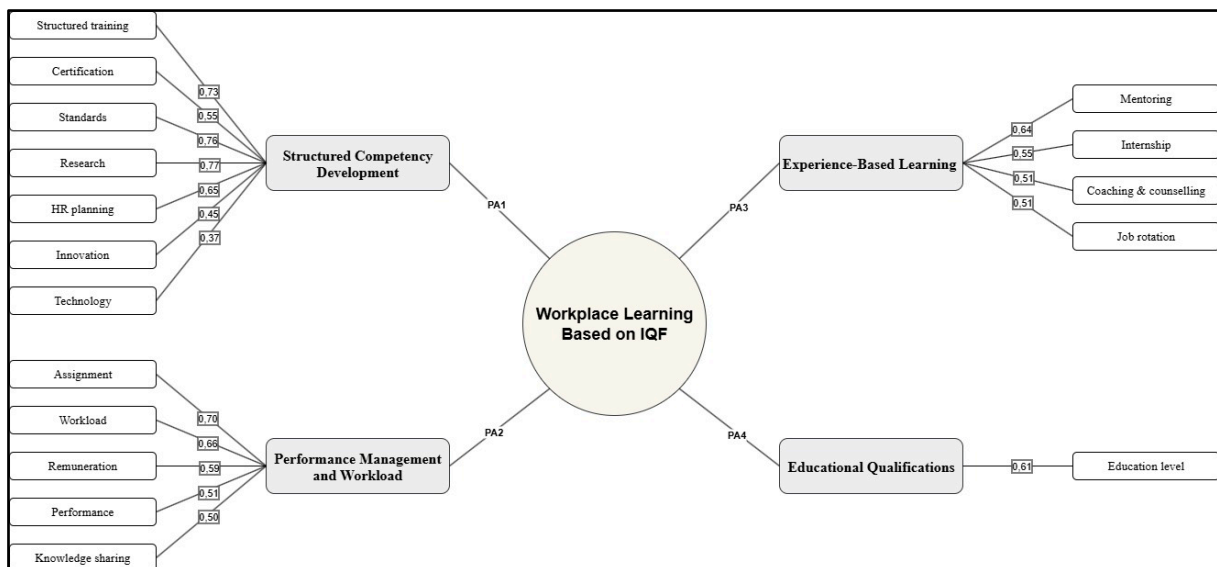 Structured training
Certification
Standards
Research
HR planning
Innovation
Technology
0,73
0,55
0,76
0,77
0,65
0,45
0,37
Structured Competency
Development
PA1
Assignment
Workload
Remuneration
Performance
Knowledge sharing
0,70
0,66
0,59
0,51
0,50
Performance Management
and Workload
PA2
Workplace Learning
Based on IQF
PA3
Experience-Based Learning
0,64
0,55
0,51
0,51
Mentoring
Internship
Coaching & counselling
Job rotation
PA4
Educational Qualifications
0,61
Education level